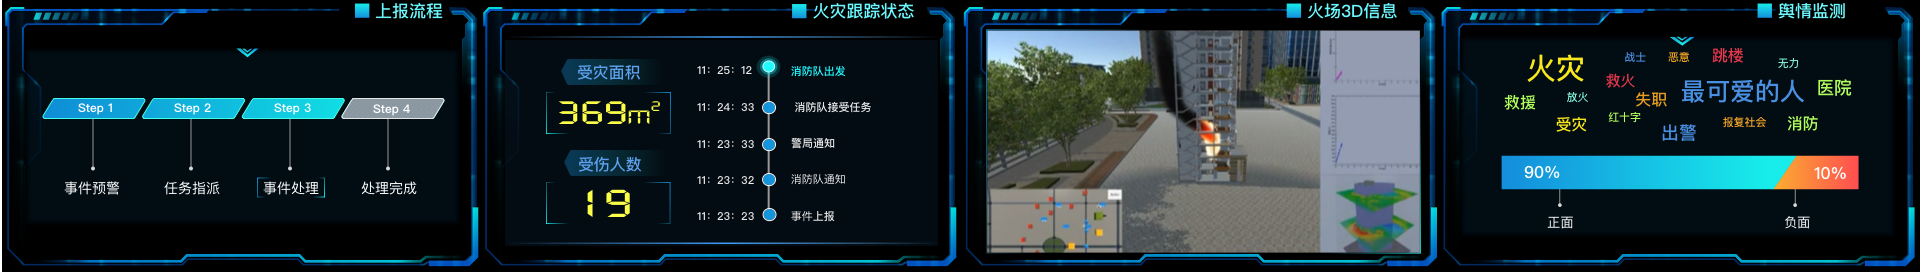 上报流程
Step 1
Step 2
Step 3
Step 4
事件预警
任务指派
事件处理
处理完成
火灾跟踪状态
受灾面积
369m²
受伤人数
19
11: 25: 12 消防队出发
11: 24: 33 消防队接受任务
11: 23: 33 警局通知
11: 23: 32 消防队通知
11: 23: 23 事件上报
火场3D信息
舆情监测
火灾
战士
恶意
跳楼
无力
救火
最可爱的人
医院
救援
放火
失职
受灾
红十字
出警
报复社会
消防
90%
10%
正面
负面